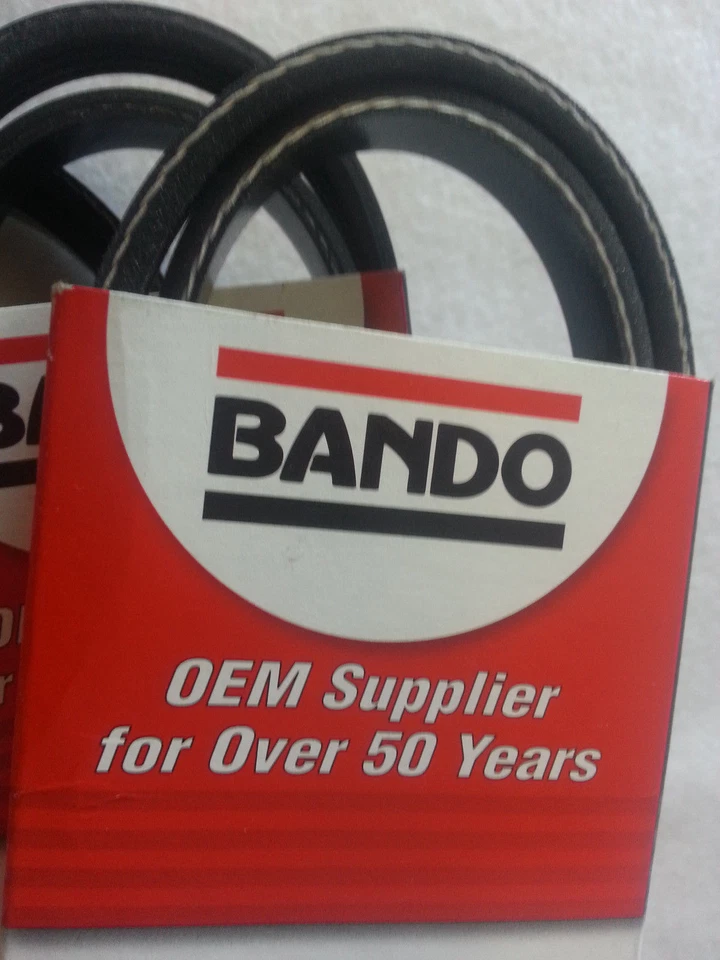 BANDO
OEM Supplier
for Over 50 Years